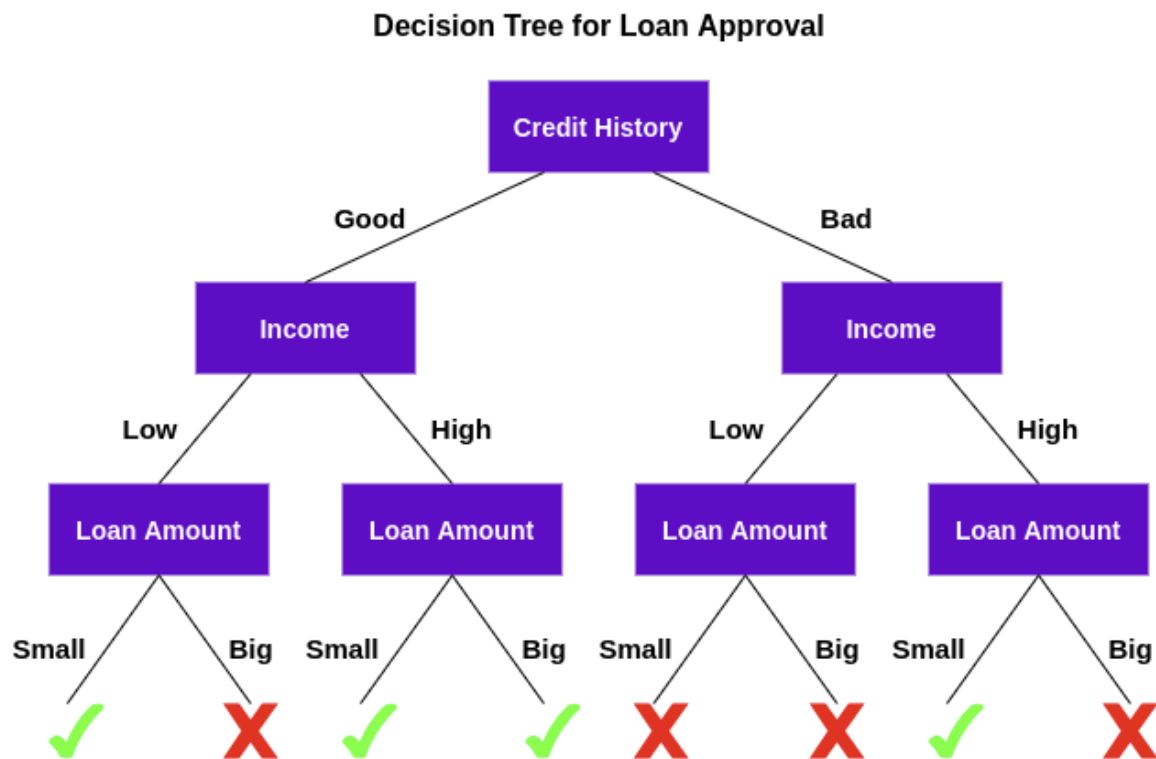 Decision Tree for Loan Approval
Credit History
Good
Bad
Income
Income
Low
High
Low
High
Loan Amount
Loan Amount
Loan Amount
Loan Amount
Small
Big
Small
Big
Small
Big
Small
Big